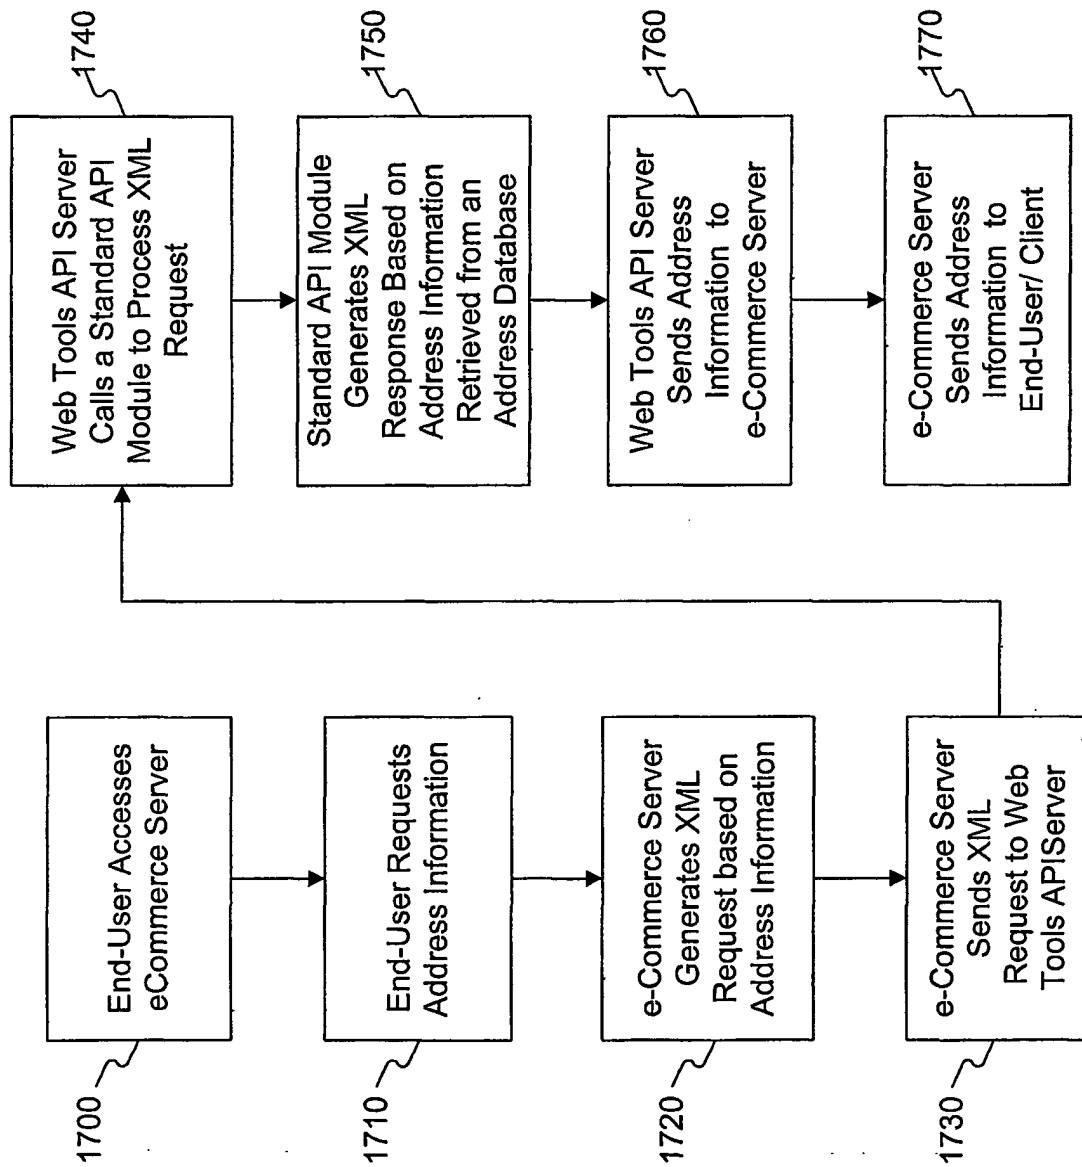 1700
End-User Accesses
eCommerce Server
1710
End-User Requests
Address Information
1720
e-Commerce Server
Generates XML
Request based on
Address Information
1730
e-Commerce Server
Sends XML
Request to Web
Tools APIServer
1740
Web Tools API Server
Calls a Standard API
Module to Process XML
Request
1750
Standard API Module
Generates XML
Response Based on
Address Information
Retrieved from an
Address Database
1760
Web Tools API Server
Sends Address
Information to
e-Commerce Server
1770
e-Commerce Server
Sends Address
Information to
End-User/ Client